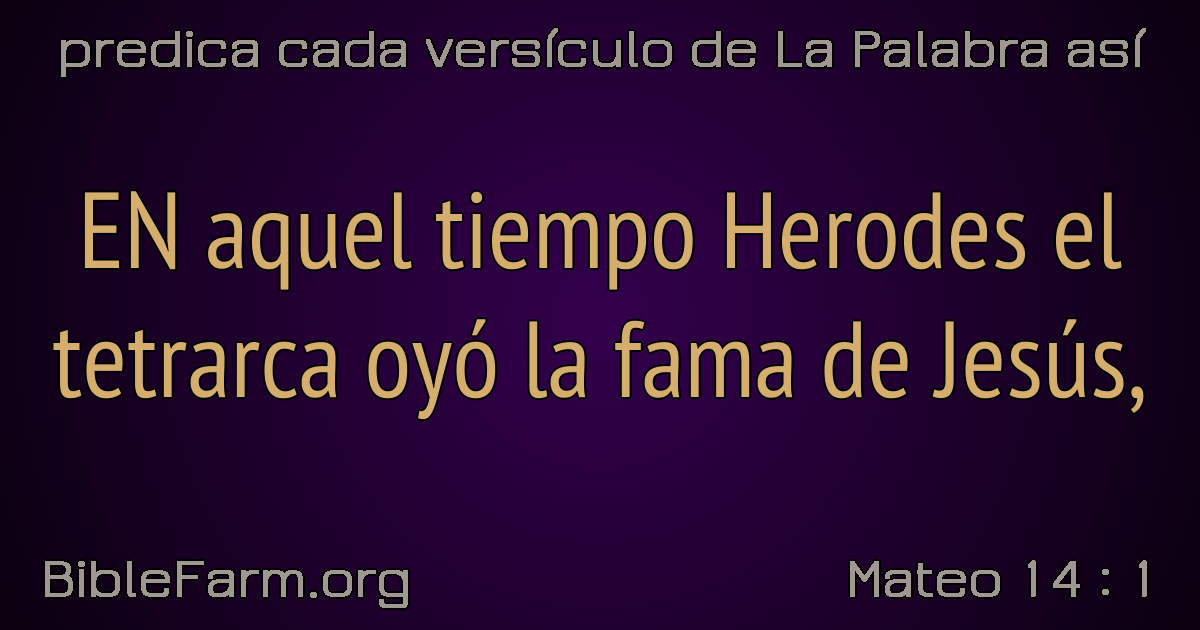 predica cada versículo de La Palabra así
EN aquel tiempo Herodes el
tetrarca oyó la fama de Jesús,
BibleFarm.org
Mateo 14 : 1